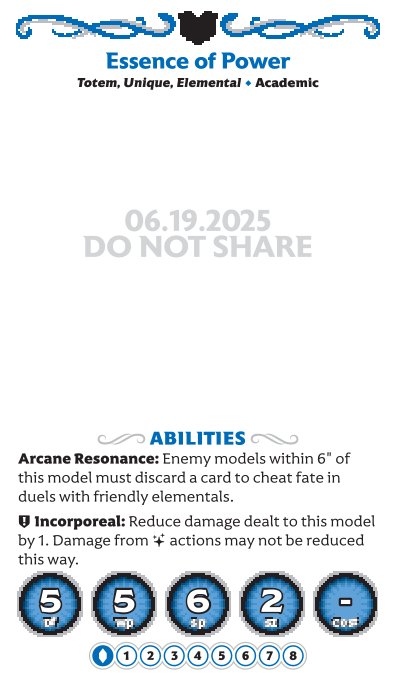 Essence of Power
Totem, Unique, Elemental ⬥ Academic
06.19.2025
DO NOT SHARE
ABILITIES
Arcane Resonance: Enemy models within 6" of
this model must discard a card to cheat fate in
duels with friendly elementals.
Incorporeal: Reduce damage dealt to this model
by 1. Damage from actions may not be reduced
this way.
5 5 6 2 -
Df Wp Sp Sz Cost
1 2 3 4 5 6 7 8